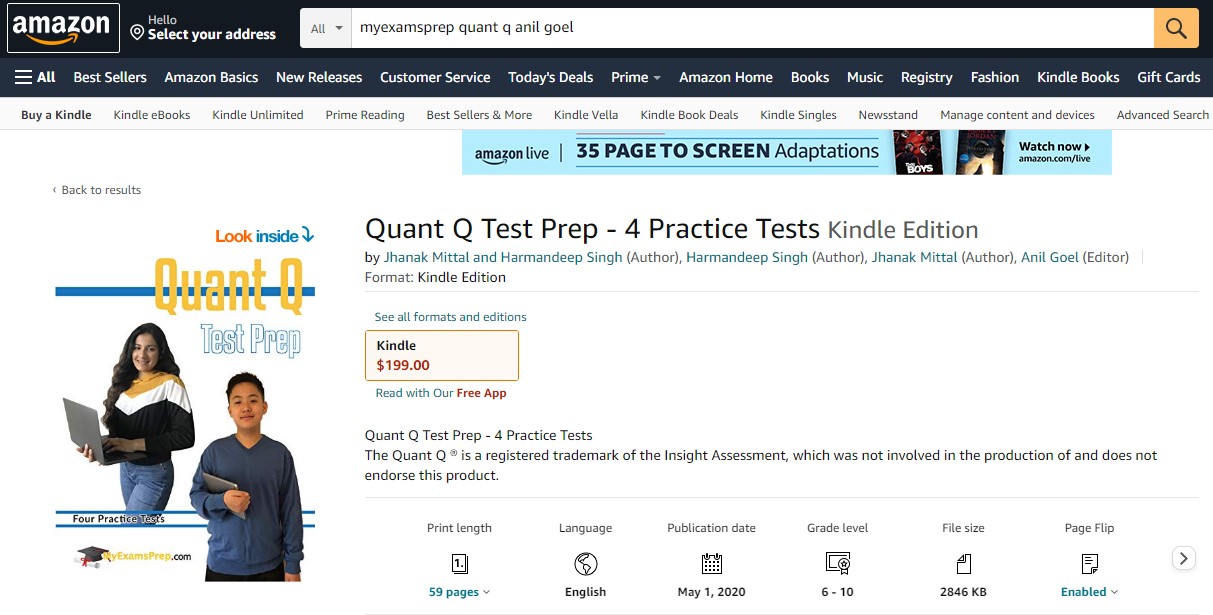 amazon
Hello
Select your address
All
myexamsprep quant q anil goel
All Best Sellers Amazon Basics New Releases Customer Service Today's Deals Prime Amazon Home Books Music Registry Fashion Kindle Books Gift Cards
Buy a Kindle Kindle eBooks Kindle Unlimited Prime Reading Best Sellers & More Kindle Vella Kindle Book Deals Kindle Singles Newsstand Manage content and devices Advanced Search
amazon live | 35 PAGE TO SCREEN Adaptations
THE BOYS
JORDAN
Watch now
amazon.com/live
‹ Back to results
Look inside
Quant Q
Test Prep
Four Practice Tests
MyExamsPrep.com
Quant Q Test Prep - 4 Practice Tests Kindle Edition
by Jhanak Mittal and Harmandeep Singh (Author), Harmandeep Singh (Author), Jhanak Mittal (Author), Anil Goel (Editor)
Format: Kindle Edition
See all formats and editions
Kindle
$199.00
Read with Our Free App
Quant Q Test Prep - 4 Practice Tests
The Quant Q ® is a registered trademark of the Insight Assessment, which was not involved in the production of and does not
endorse this product.
Print length Language Publication date Grade level File size Page Flip
1.
59 pages English May 1, 2020 6 - 10 2846 KB Enabled